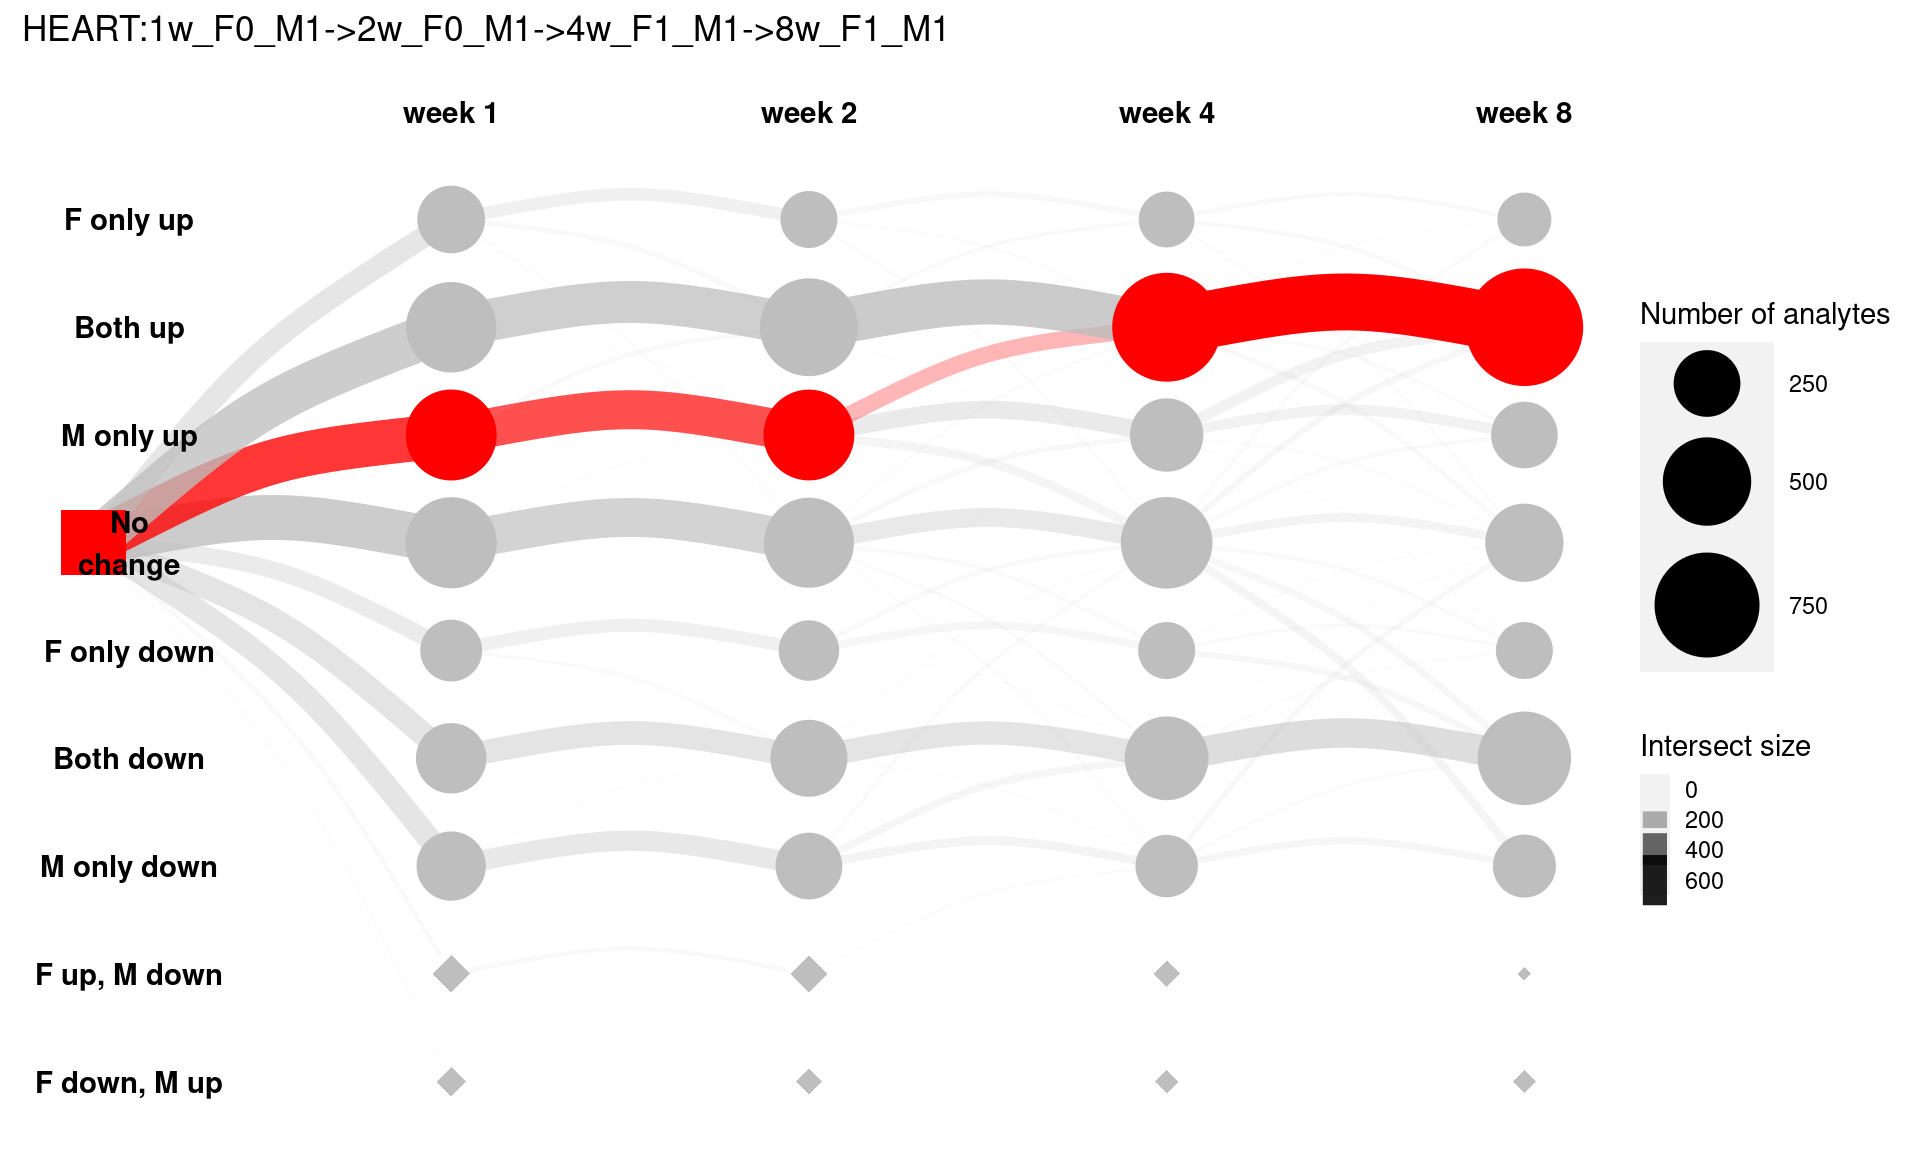 HEART:1w_F0_M1->2w_F0_M1->4w_F1_M1->8w_F1_M1
week 1
week 2
week 4
week 8
F only up
Both up
M only up
No
change
F only down
Both down
M only down
F up, M down
F down, M up
Number of analytes
250
500
750
Intersect size
0
200
400
600